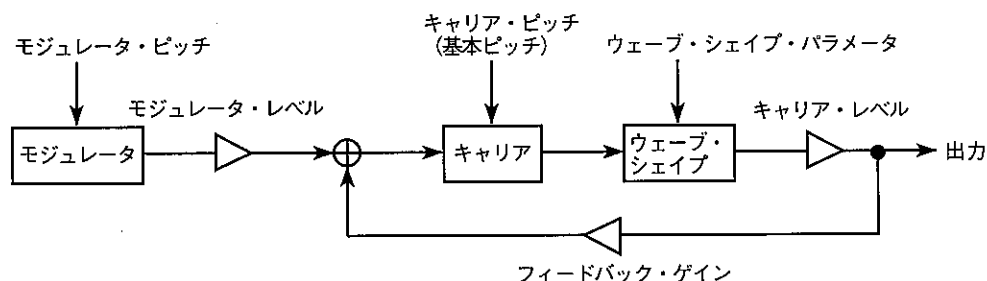 キャリア・ピッチ
(基本ピッチ)
モジュレータ・ピッチ
ウェーブ・シェイプ・パラメータ
モジュレータ・レベル
キャリア・レベル
モジュレータ
キャリア
ウェーブ・
シェイプ
出力
フィードバック・ゲイン